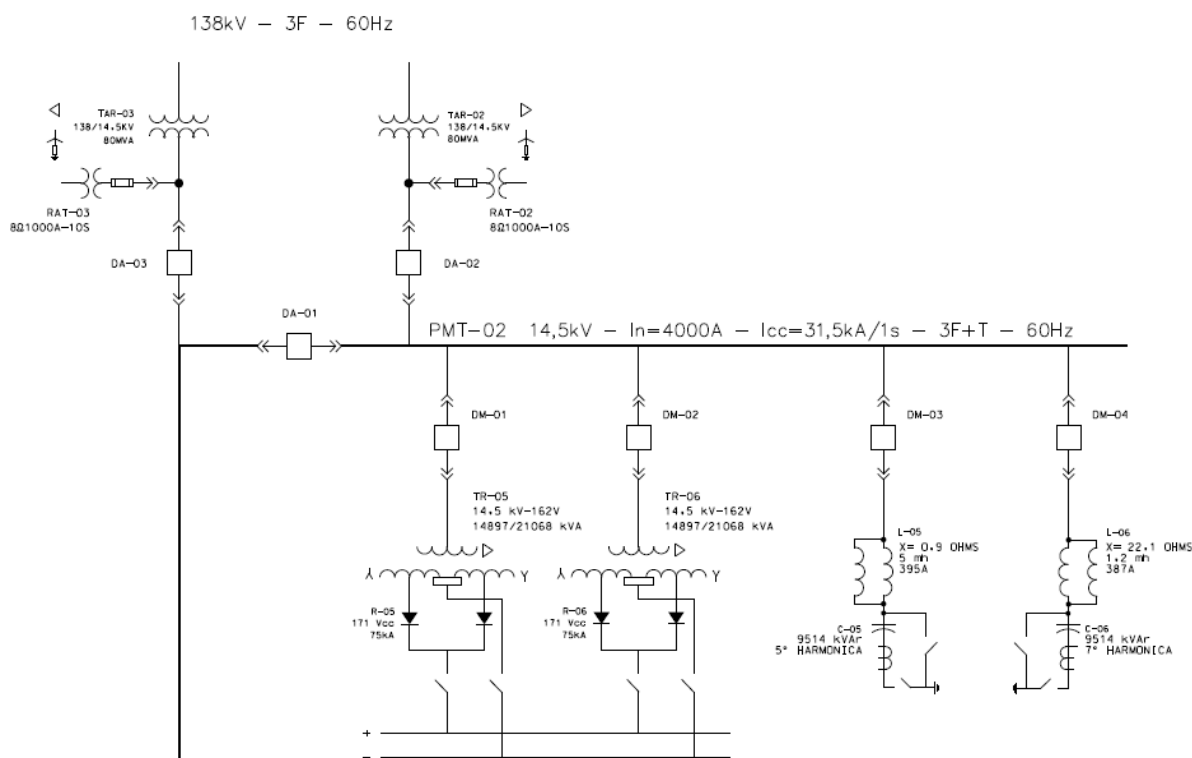 138kV – 3F – 60Hz
TAR-03
138/14.5KV
80MVA
TAR-02
138/14.5KV
80MVA
RAT-03
8Ω1000A-10S
RAT-02
8Ω1000A-10S
DA-03
DA-02
DA-01
PMT-02 14,5kV – In=4000A – Icc=31,5kA/1s – 3F+T – 60Hz
DM-01
DM-02
DM-03
DM-04
TR-05
14.5 kV-162V
14897/21068 kVA
TR-06
14.5 kV-162V
14897/21068 kVA
L-05
X= 0.9 OHMS
5 mh
395A
L-06
X= 22.1 OHMS
1.2 mh
387A
Y
Y
R-05
171 Vcc
75kA
Y
Y
R-06
171 Vcc
75kA
C-05
9514 kVAr
5° HARMONICA
C-06
9514 kVAr
7° HARMONICA
+
-